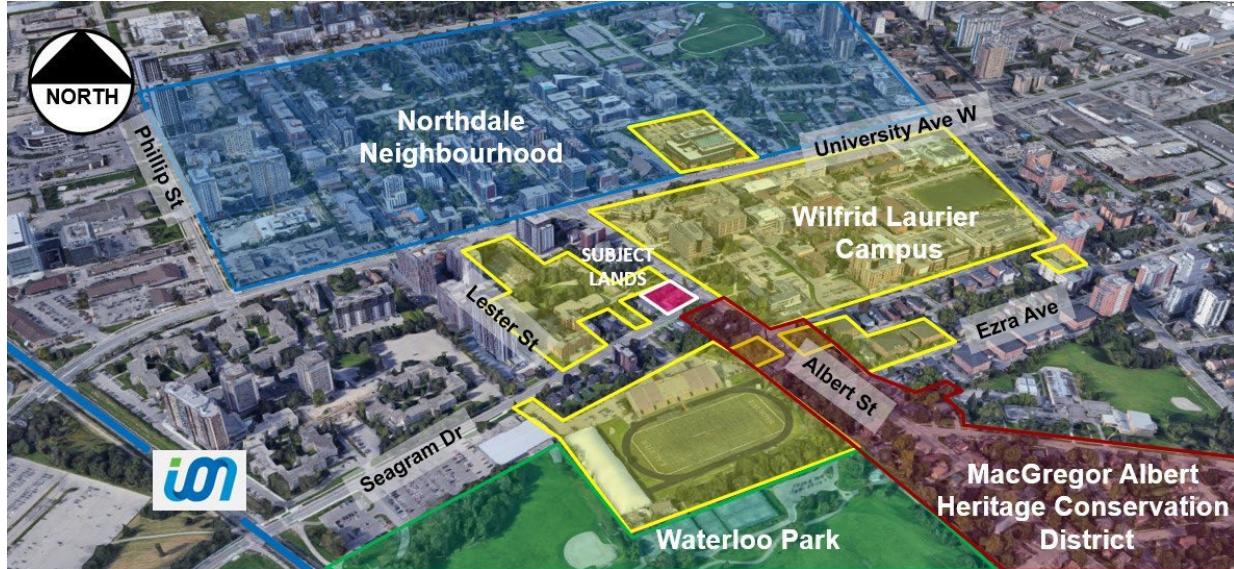 NORTH
Northdale
Neighbourhood
University Ave W
Phillip St
Wilfrid Laurier
Campus
SUBJECT
LANDS
Lester St
Ezra Ave
Albert St
Seagram Dr
ion
MacGregor Albert
Heritage Conservation
District
Waterloo Park